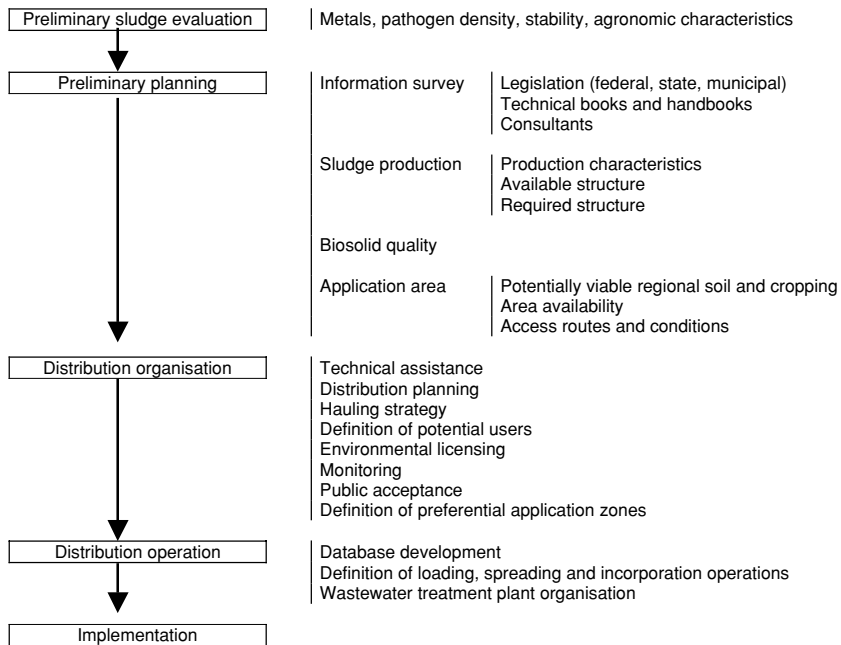 Preliminary sludge evaluation
Metals, pathogen density, stability, agronomic characteristics
Preliminary planning
Information survey
Legislation (federal, state, municipal)
Technical books and handbooks
Consultants
Sludge production
Production characteristics
Available structure
Required structure
Biosolid quality
Application area
Potentially viable regional soil and cropping
Area availability
Access routes and conditions
Distribution organisation
Technical assistance
Distribution planning
Hauling strategy
Definition of potential users
Environmental licensing
Monitoring
Public acceptance
Definition of preferential application zones
Distribution operation
Database development
Definition of loading, spreading and incorporation operations
Wastewater treatment plant organisation
Implementation